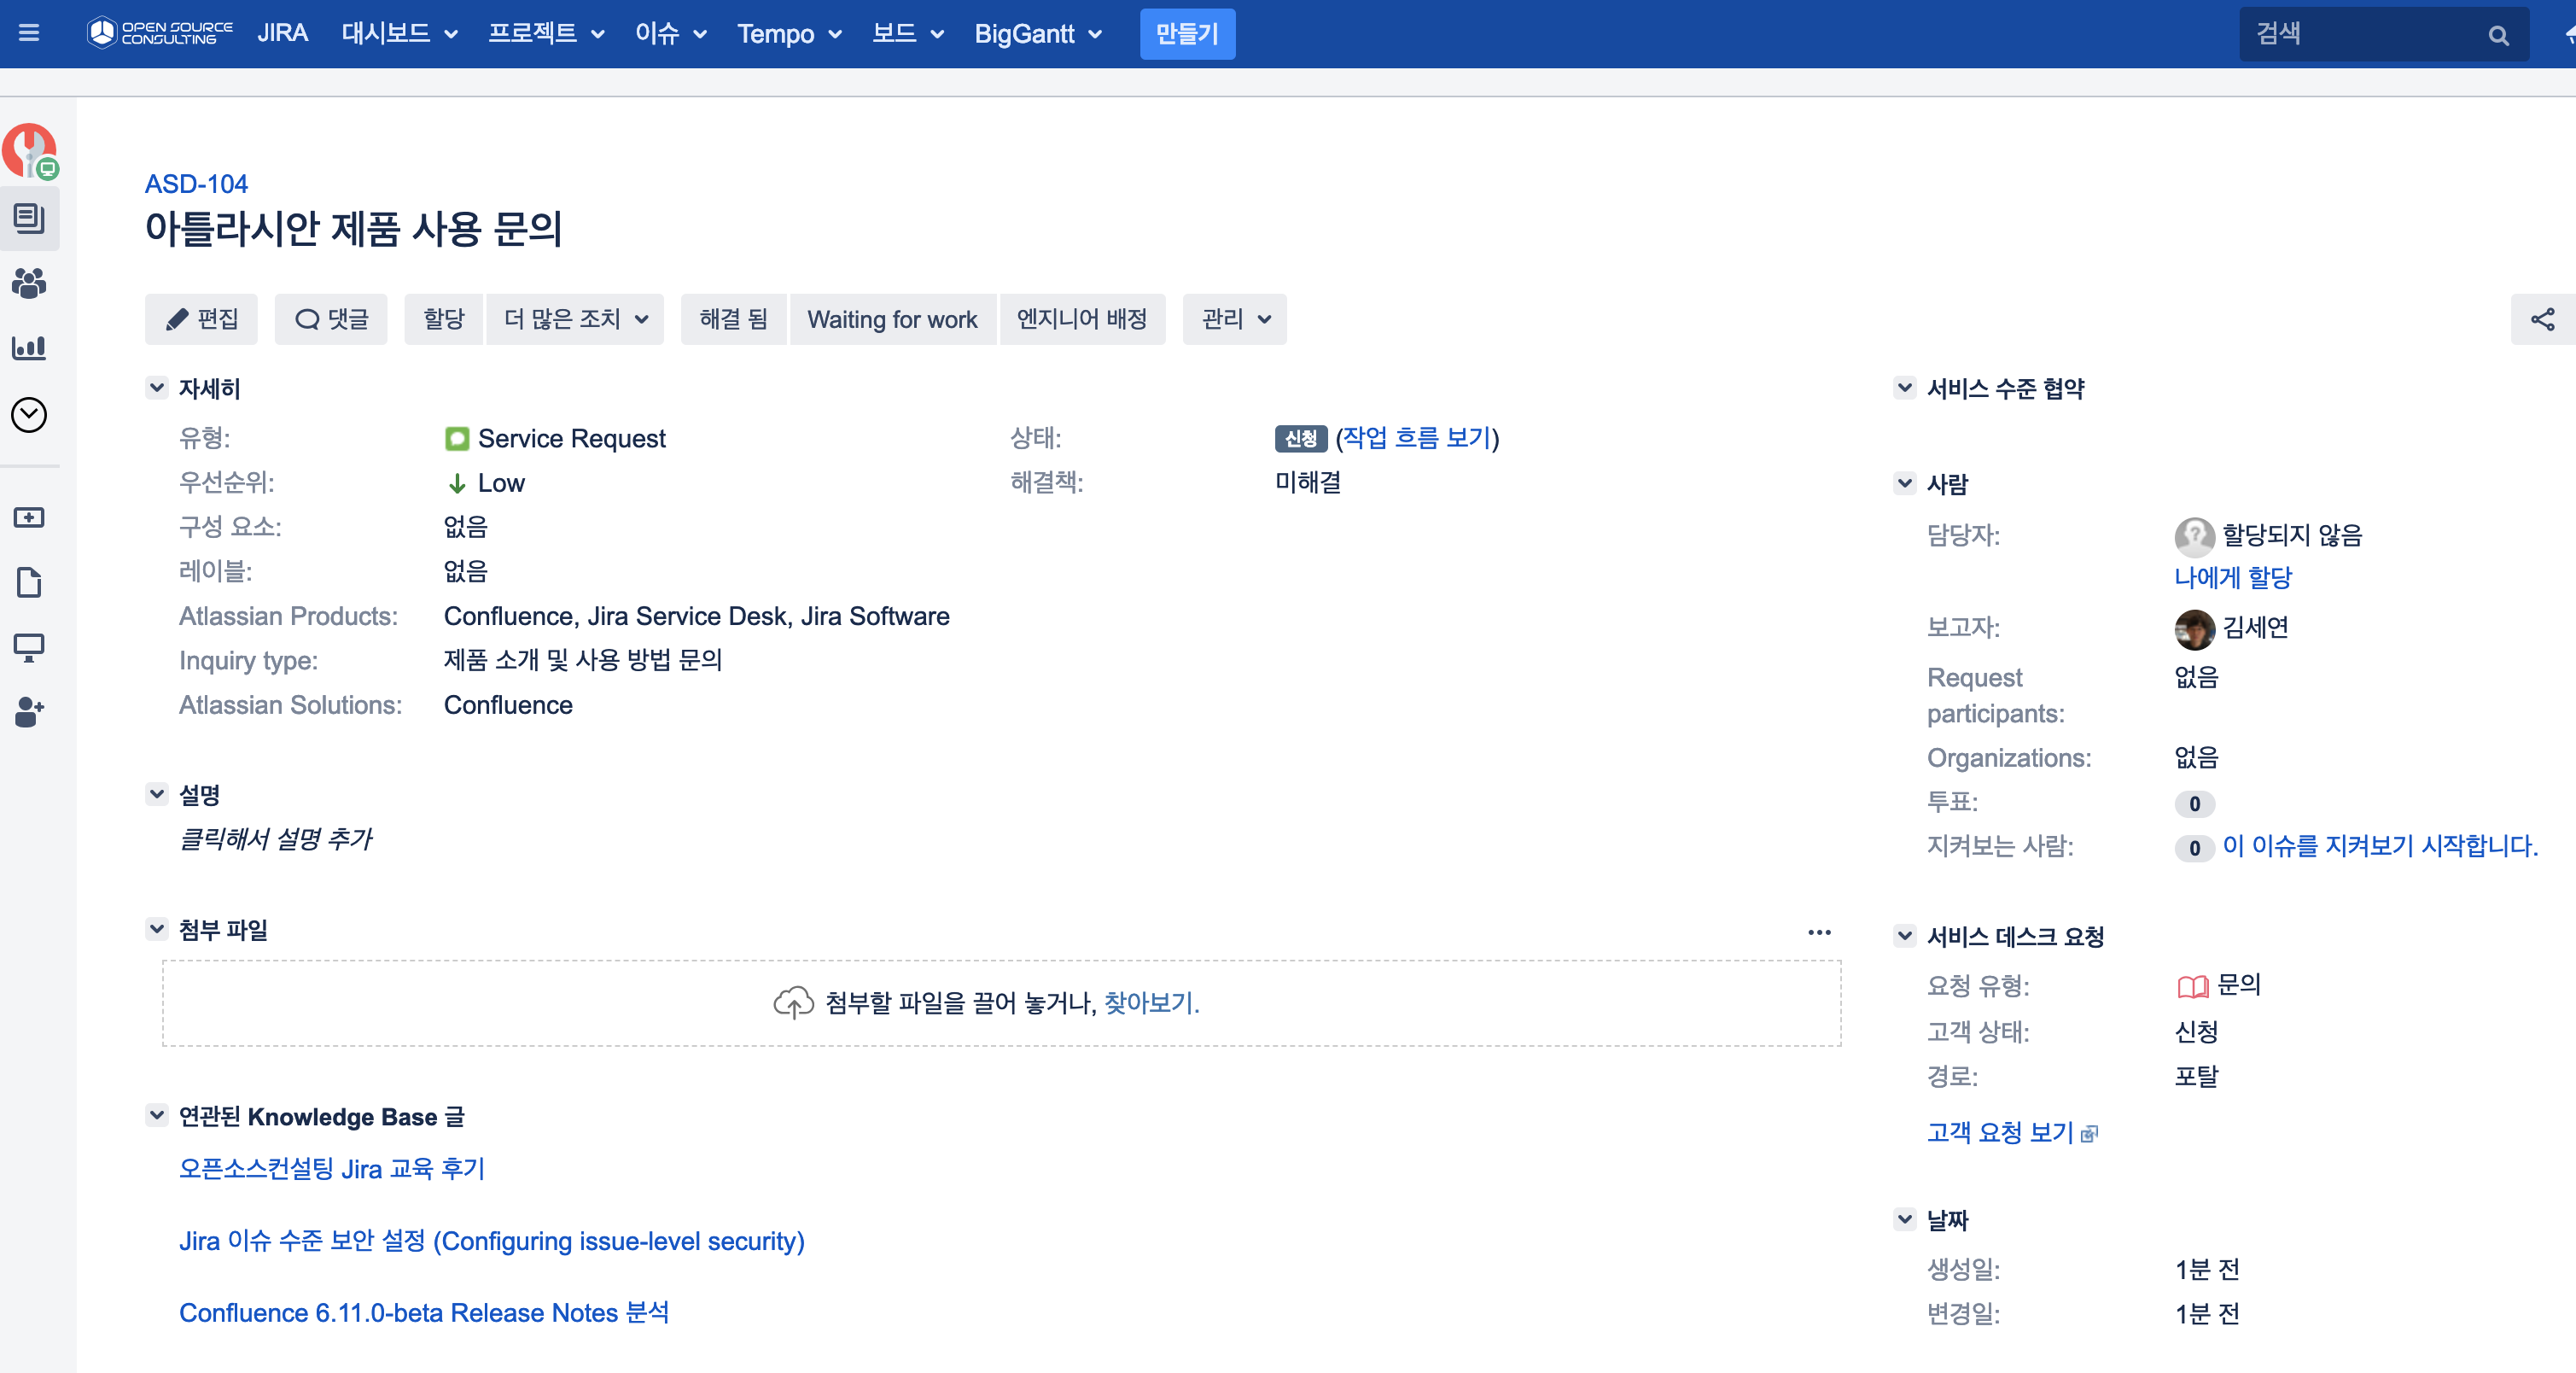 OPEN SOURCE
CONSULTING
JIRA 대시보드 프로젝트 이슈 Tempo 보드 BigGantt 만들기 검색
ASD-104
아틀라시안 제품 사용 문의
편집 댓글 할당 더 많은 조치 해결 됨 Waiting for work 엔지니어 배정 관리
자세히
유형: Service Request
상태: 신청 (작업 흐름 보기)
우선순위: Low
해결책: 미해결
구성 요소: 없음
레이블: 없음
Atlassian Products: Confluence, Jira Service Desk, Jira Software
Inquiry type: 제품 소개 및 사용 방법 문의
Atlassian Solutions: Confluence
설명
클릭해서 설명 추가
첨부 파일
첨부할 파일을 끌어 놓거나, 찾아보기.
연관된 Knowledge Base 글
오픈소스컨설팅 Jira 교육 후기
Jira 이슈 수준 보안 설정 (Configuring issue-level security)
Confluence 6.11.0-beta Release Notes 분석
서비스 수준 협약
사람
담당자: 할당되지 않음
나에게 할당
보고자: 김세연
Request 없음
participants:
Organizations: 없음
투표: 0
지켜보는 사람: 0 이 이슈를 지켜보기 시작합니다.
서비스 데스크 요청
요청 유형: 문의
고객 상태: 신청
경로: 포탈
고객 요청 보기
날짜
생성일: 1분 전
변경일: 1분 전